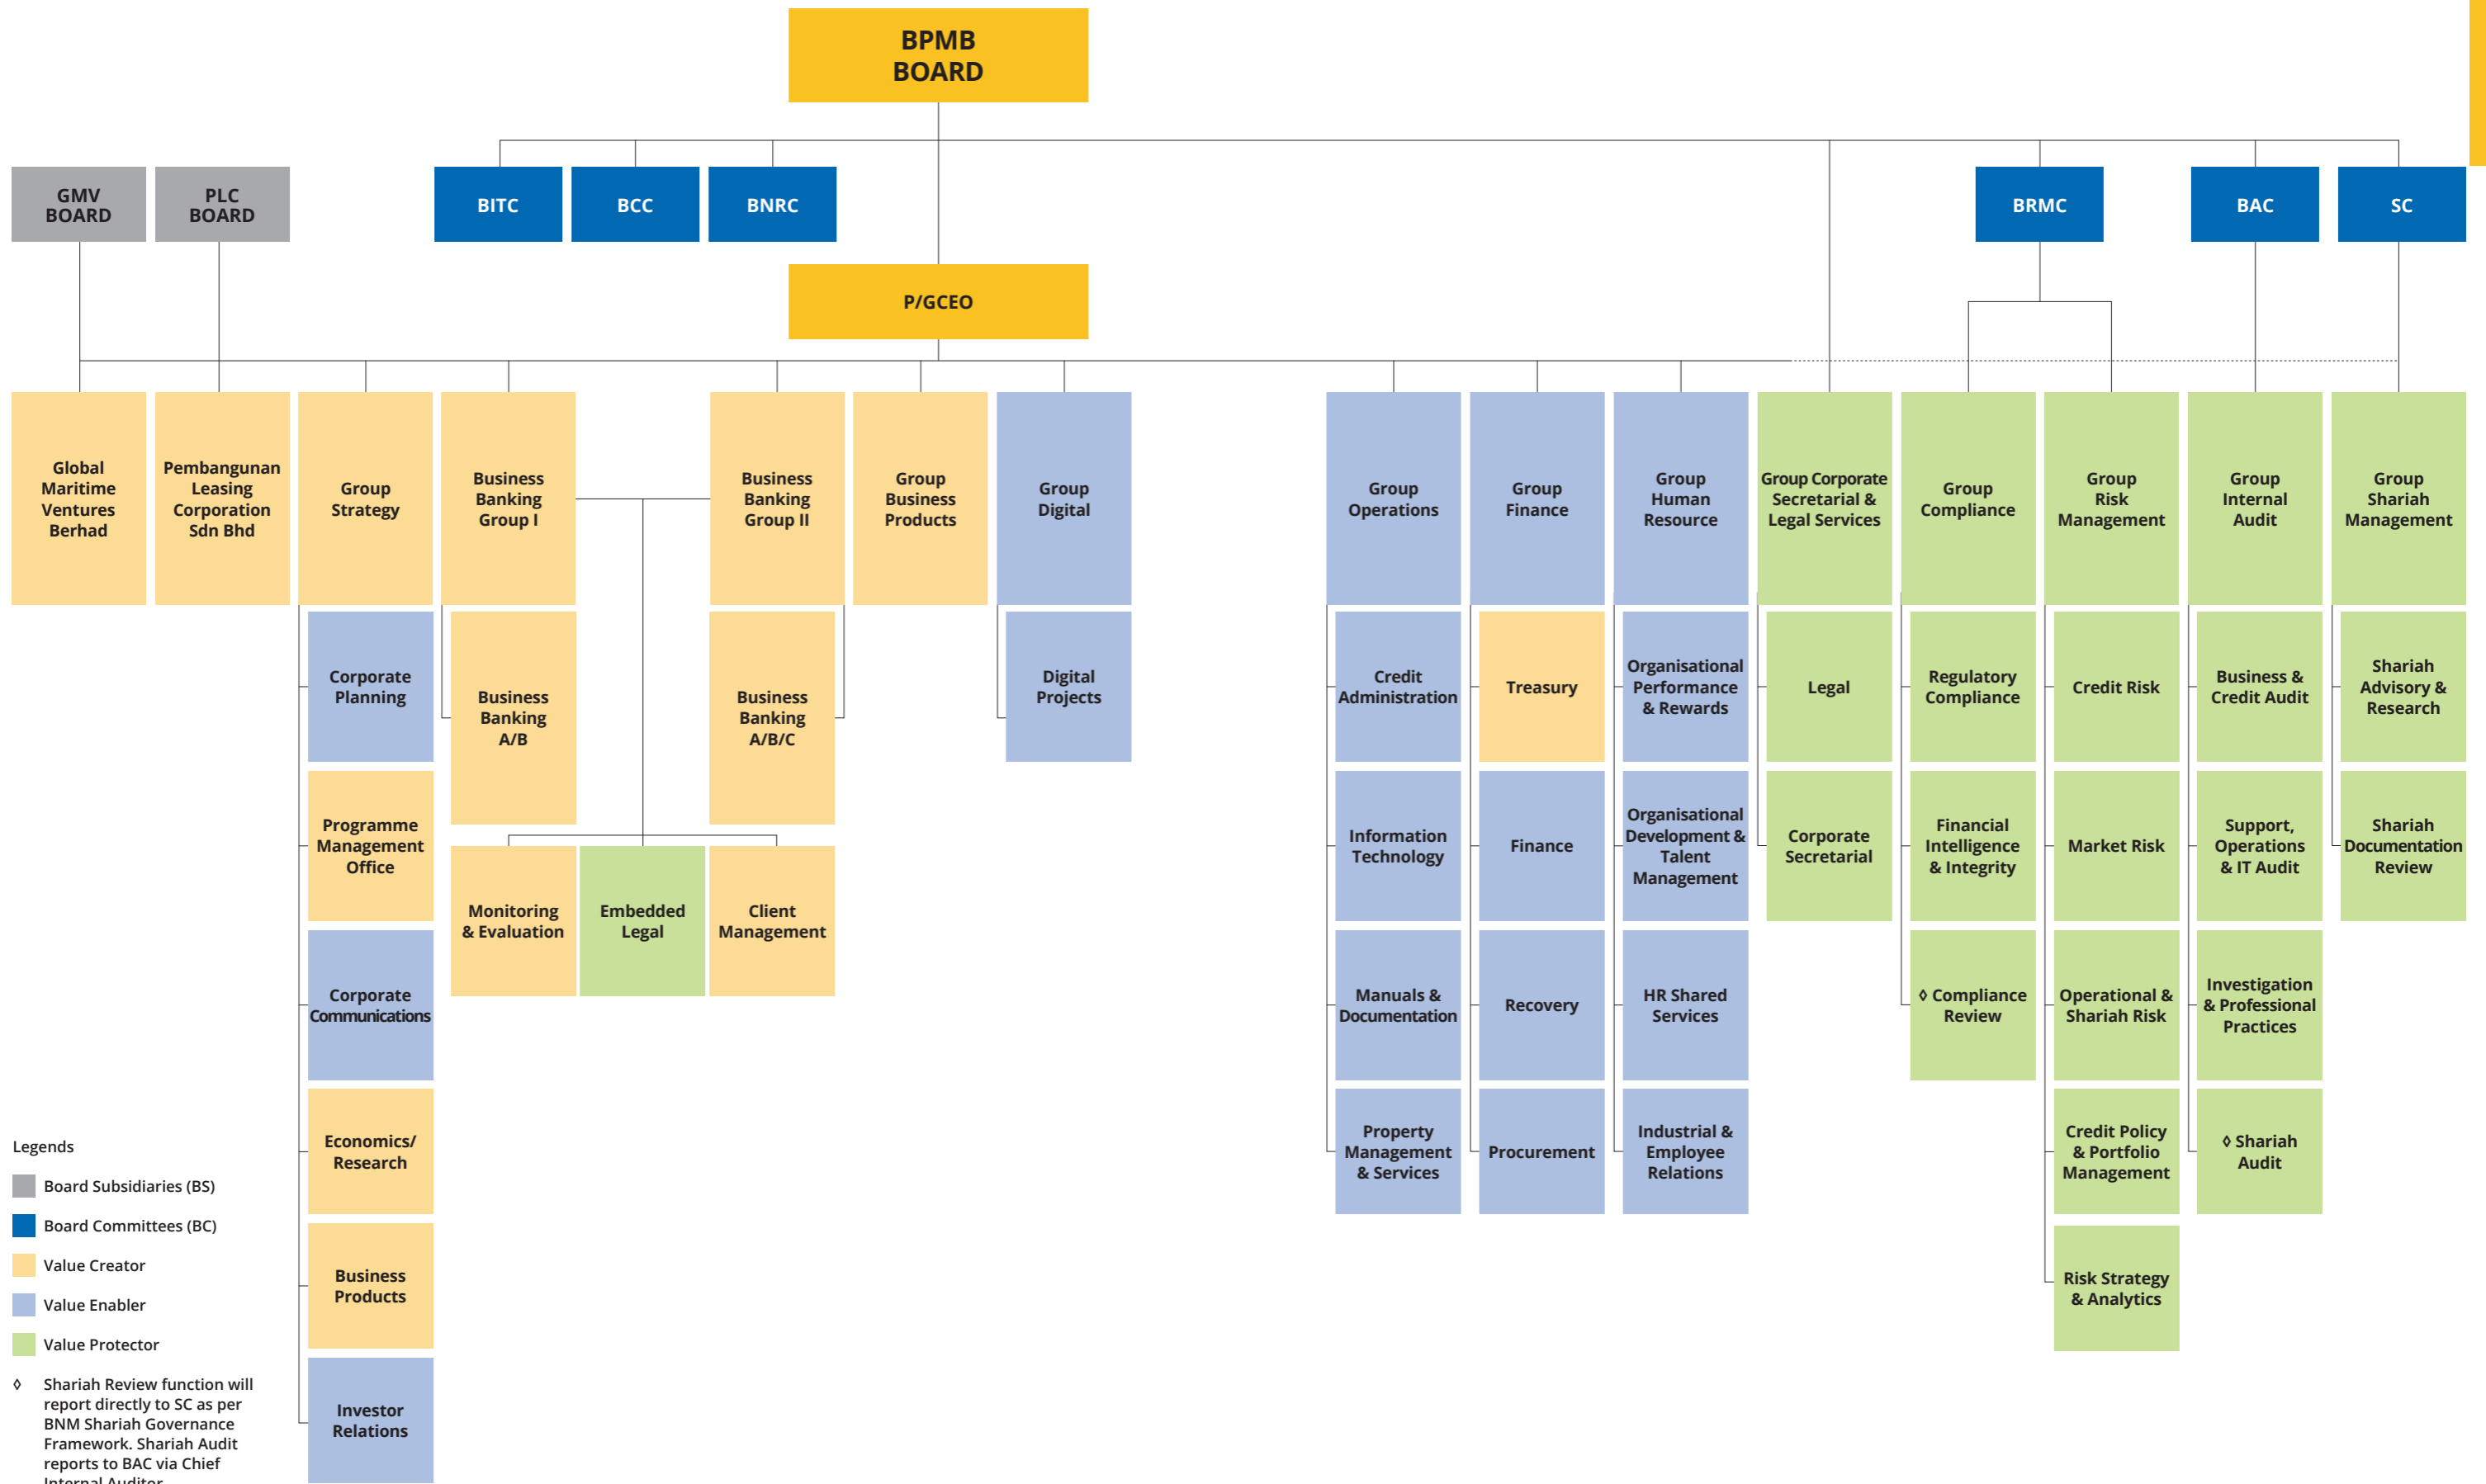 BPMB
BOARD
GMV
BOARD
PLC
BOARD
BITC
BCC
BNRC
BRMC
BAC
SC
P/GCEO
Global
Maritime
Ventures
Berhad
Pembangunan
Leasing
Corporation
Sdn Bhd
Group
Strategy
Business
Banking
Group I
Business
Banking
Group II
Group
Business
Products
Group
Digital
Group
Operations
Group
Finance
Group
Human
Resource
Group Corporate
Secretarial &
Legal Services
Group
Compliance
Group
Risk
Management
Group
Internal
Audit
Group
Shariah
Management
Corporate
Planning
Business
Banking
A/B
Business
Banking
A/B/C
Digital
Projects
Credit
Administration
Treasury
Organisational
Performance
& Rewards
Legal
Regulatory
Compliance
Credit Risk
Business &
Credit Audit
Shariah
Advisory &
Research
Programme
Management
Office
Information
Technology
Finance
Organisational
Development &
Talent
Management
Corporate
Secretarial
Financial
Intelligence
& Integrity
Market Risk
Support,
Operations
& IT Audit
Shariah
Documentation
Review
Monitoring
& Evaluation
Embedded
Legal
Client
Management
Corporate
Communications
Manuals &
Documentation
Recovery
HR Shared
Services
◊ Compliance
Review
Operational &
Shariah Risk
Investigation
& Professional
Practices
Economics/
Research
Property
Management
& Services
Procurement
Industrial &
Employee
Relations
Credit Policy
& Portfolio
Management
◊ Shariah
Audit
Business
Products
Risk Strategy
& Analytics
Investor
Relations
Legends
Board Subsidiaries (BS)
Board Committees (BC)
Value Creator
Value Enabler
Value Protector
◊ Shariah Review function will
report directly to SC as per
BNM Shariah Governance
Framework. Shariah Audit
reports to BAC via Chief
Internal Auditor